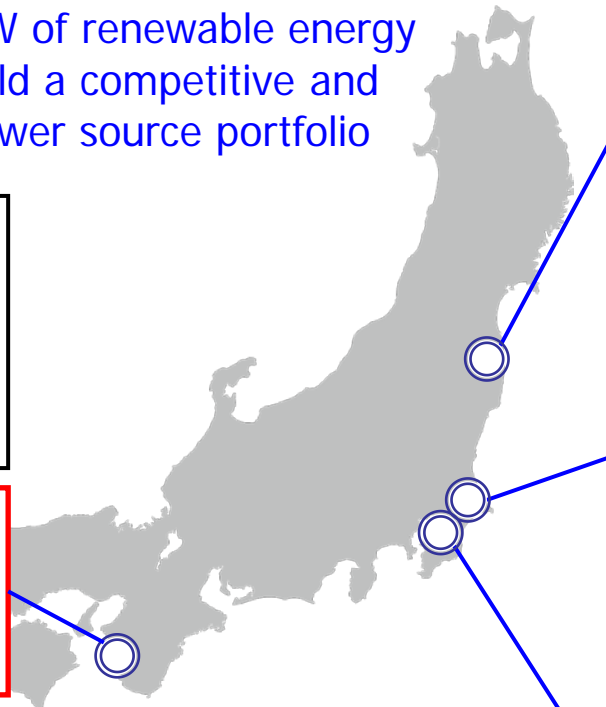 W of renewable energy
ld a competitive and
wer source portfolio